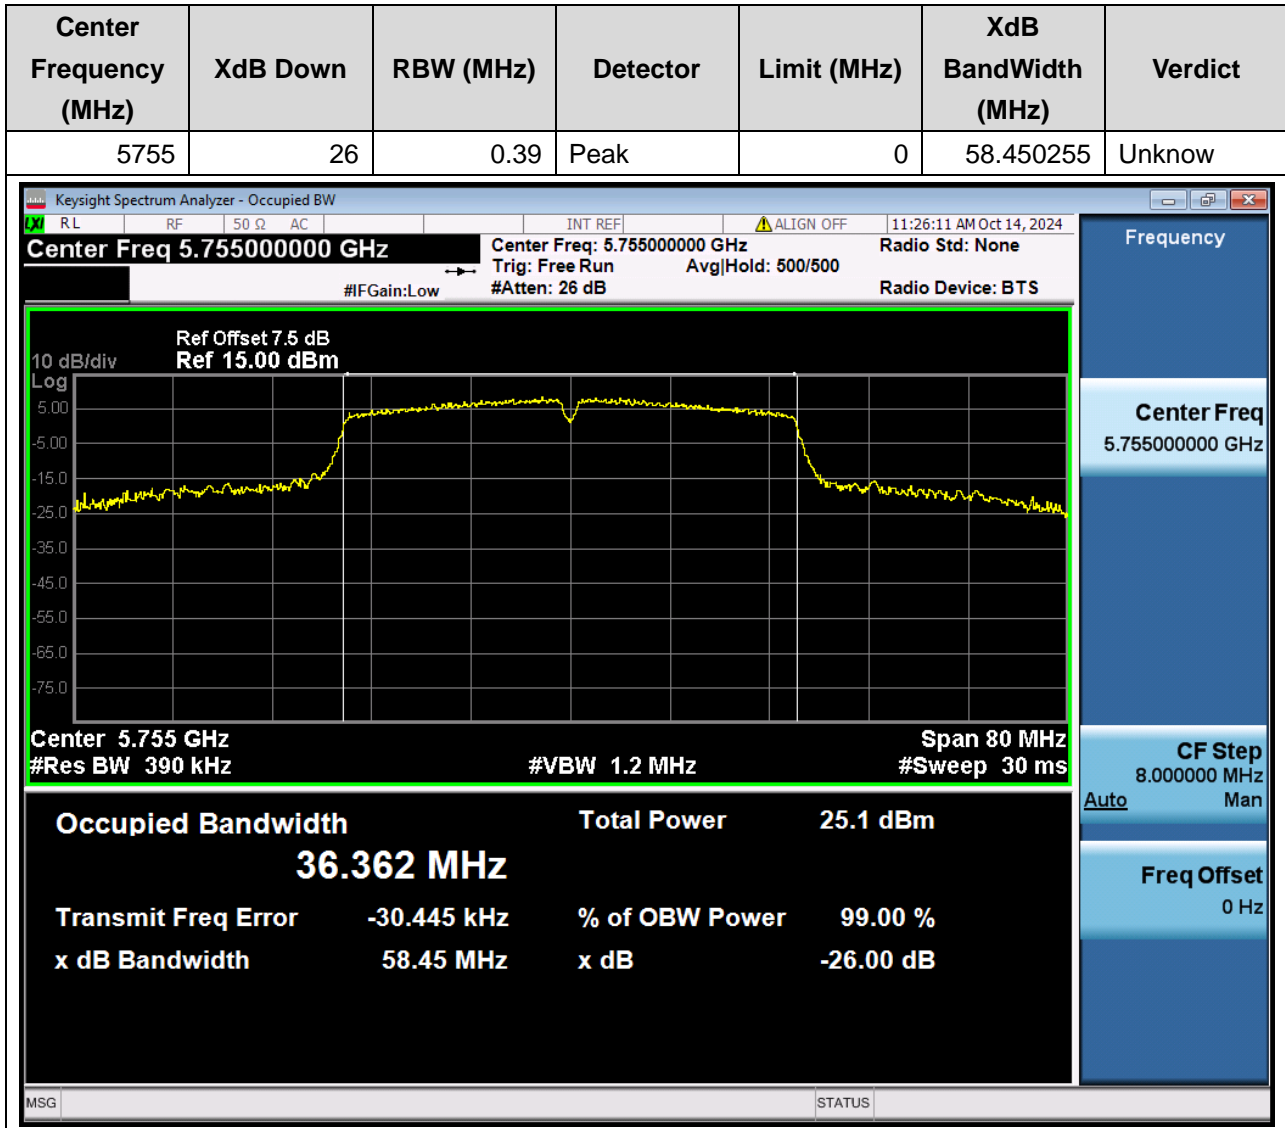 Center Frequency (MHz) XdB Down RBW (MHz) Detector Limit (MHz) XdB BandWidth (MHz) Verdict
5755 26 0.39 Peak 0 58.450255 Unknow
Keysight Spectrum Analyzer - Occupied BW
LXI RL RF 50 Ω AC INT REF ALIGN OFF 11:26:11 AM Oct 14, 2024
Center Freq 5.755000000 GHz
Center Freq: 5.755000000 GHz
Radio Std: None
Trig: Free Run Avg|Hold: 500/500
#IFGain:Low
#Atten: 26 dB
Radio Device: BTS
Ref Offset 7.5 dB
10 dB/div Ref 15.00 dBm
Log
5.00
-5.00
-15.0
-25.0
-35.0
-45.0
-55.0
-65.0
-75.0
Center 5.755 GHz Span 80 MHz
#Res BW 390 kHz #VBW 1.2 MHz #Sweep 30 ms
Occupied Bandwidth Total Power 25.1 dBm
36.362 MHz
Transmit Freq Error -30.445 kHz % of OBW Power 99.00 %
x dB Bandwidth 58.45 MHz x dB -26.00 dB
Frequency
Center Freq
5.755000000 GHz
CF Step
8.000000 MHz
Auto Man
Freq Offset
0 Hz
MSG STATUS